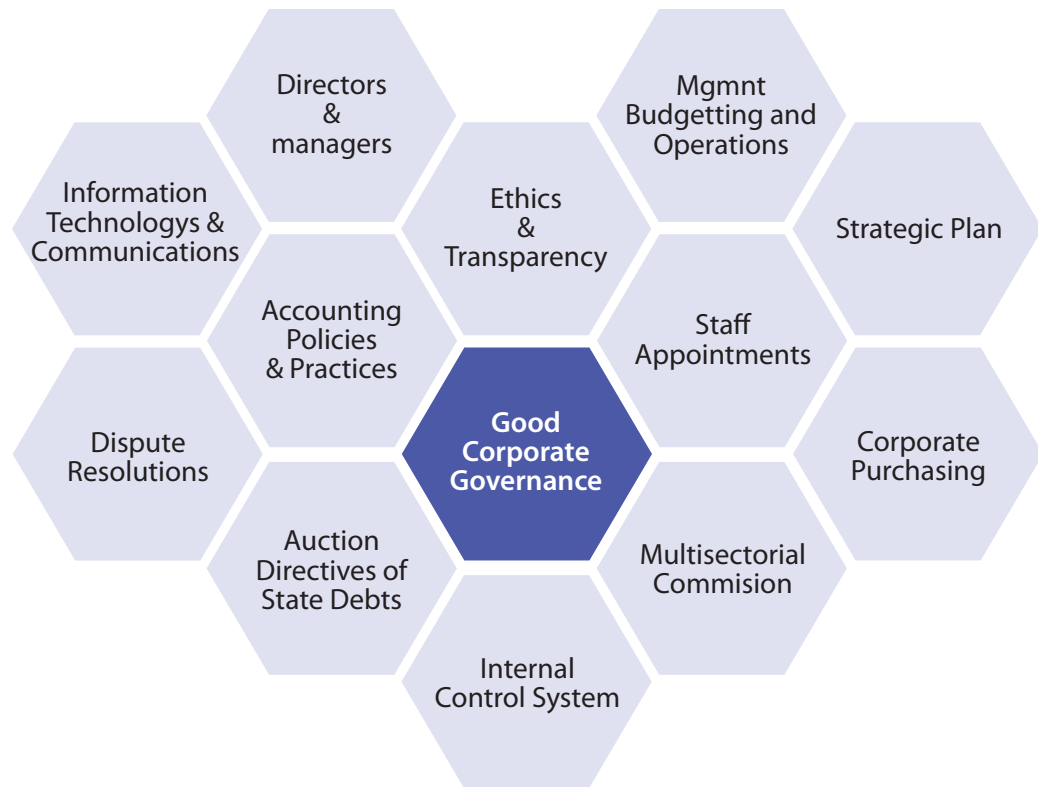 Directors
&
managers
Mgmnt
Budgetting and
Operations
Information
Technologys &
Communications
Ethics
&
Transparency
Strategic Plan
Accounting
Policies
& Practices
Staff
Appointments
Good
Corporate
Governance
Dispute
Resolutions
Corporate
Purchasing
Auction
Directives of
State Debts
Multisectorial
Commision
Internal
Control System